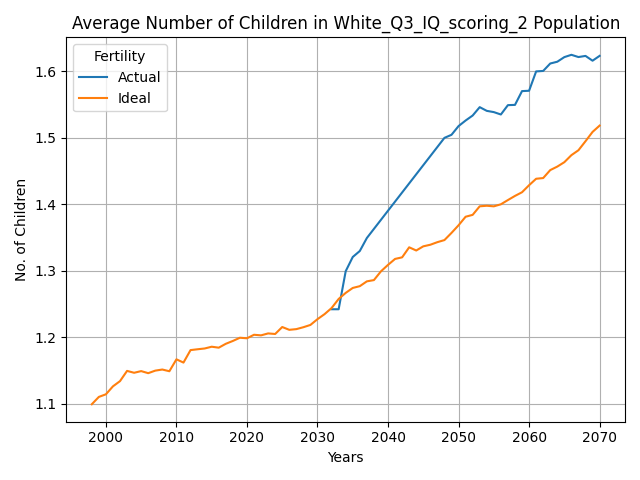 Average Number of Children in White_Q3_IQ_scoring_2 Population
Fertility
Actual
Ideal
No. of Children
1.6
1.5
1.4
1.3
1.2
1.1
2000 2010 2020 2030 2040 2050 2060 2070
Years